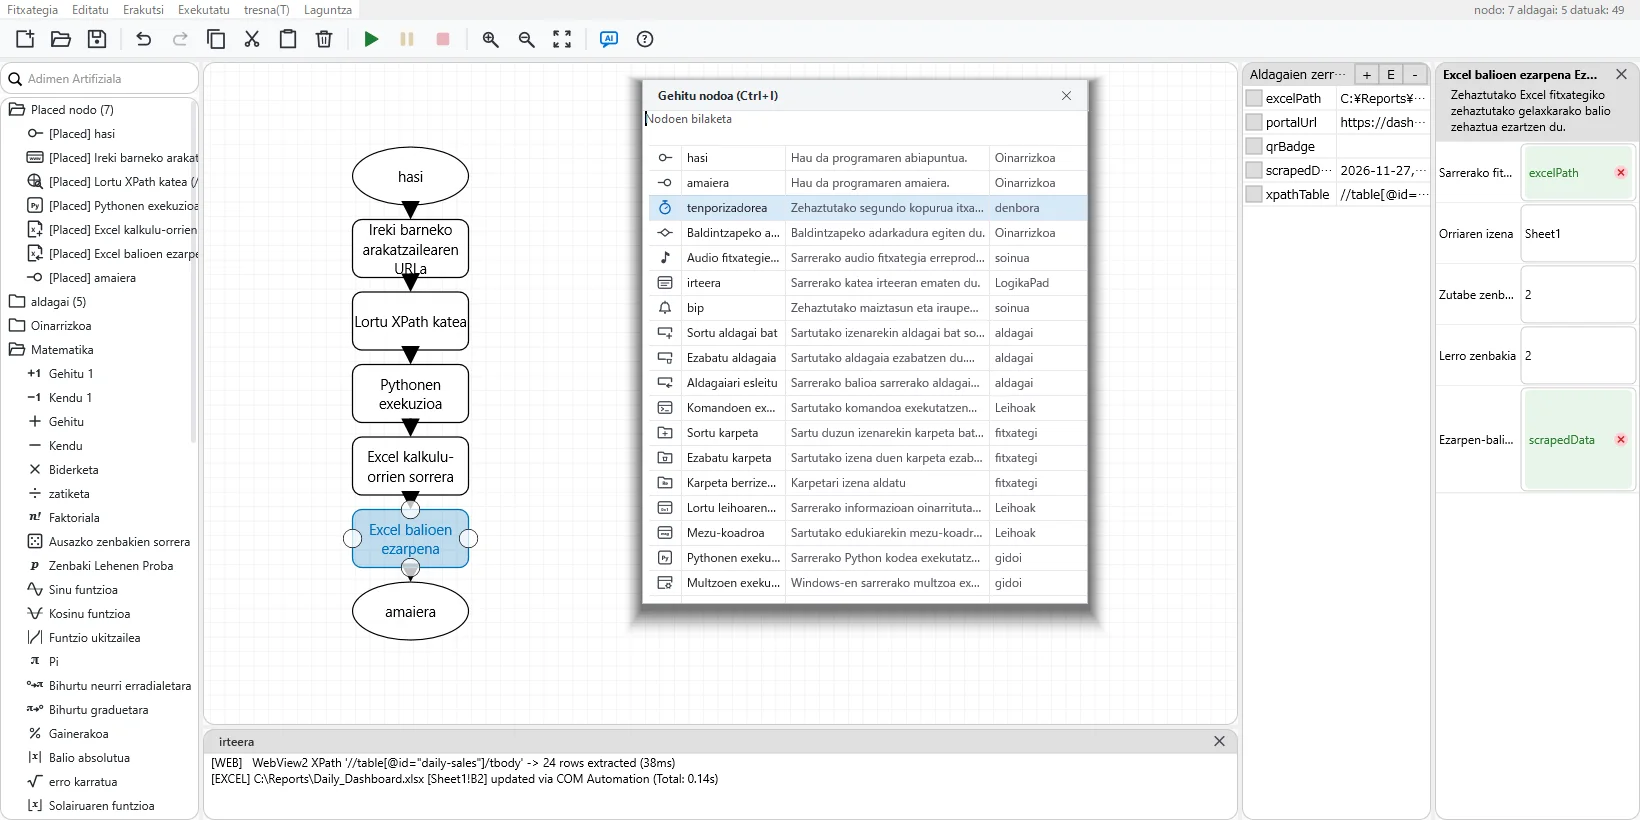 Fitxategia Editatu Erakutsi Exekutatu tresna(T) Laguntza
nodo: 7 aldagai: 5 datuak: 49
AI
Adimen Artifiziala
Placed nodo (7)
[Placed] hasi
[Placed] Ireki barneko arakat
[Placed] Lortu XPath katea (/
[Placed] Pythonen exekuzioa
[Placed] Excel kalkulu-orrien
[Placed] Excel balioen ezarpe
[Placed] amaiera
aldagai (5)
Oinarrizkoa
Matematika
+1 Gehitu 1
−1 Kendu 1
Gehitu
Kendu
Biderketa
zatiketa
n! Faktoriala
Ausazko zenbakien sorrera
P Zenbaki Lehenen Proba
Sinu funtzioa
Kosinu funtzioa
Funtzio ukitzailea
π Pi
Bihurtu neurri erradialetara
Bihurtu graduetara
% Gainerakoa
|x| Balio absolutua
erro karratua
Solairuaren funtzioa
hasi
Ireki barneko
arakatzailearen
URLa
Lortu XPath katea
Pythonen
exekuzioa
Excel kalkulu-
orrien sorrera
Excel balioen
ezarpena
amaiera
Gehitu nodoa (Ctrl+I)
Nodoen bilaketa
hasi Hau da programaren abiapuntua. Oinarrizkoa
amaiera Hau da programaren amaiera. Oinarrizkoa
tenporizadorea Zehaztutako segundo kopurua itxa... denbora
Baldintzapeko a... Baldintzapeko adarkadura egiten du. Oinarrizkoa
Audio fitxategie... Sarrerako audio fitxategia erreprod... soinua
irteera Sarrerako katea irteeran ematen du. LogikaPad
bip Zehaztutako maiztasun eta iraupe... soinua
Sortu aldagai bat Sartutako izenarekin aldagai bat so... aldagai
Ezabatu aldagaia Sartutako aldagaia ezabatzen du.... aldagai
Aldagaiari esleitu Sarrerako balioa sarrerako aldagai... aldagai
Komandoen ex... Sartutako komandoa exekutatzen... Leihoak
Sortu karpeta Sartu duzun izenarekin karpeta bat... fitxategi
Ezabatu karpeta Sartutako izena duen karpeta ezab... fitxategi
Karpeta berrize... Karpetari izena aldatu fitxategi
Lortu leihoaren... Sarrerako informazioan oinarrituta... Leihoak
Mezu-koadroa Sartutako edukiarekin mezu-koadr... Leihoak
Pythonen exeku... Sarrerako Python kodea exekutatz... gidoi
Multzoen exeku... Windows-en sarrerako multzoa ex... gidoi
irteera
[WEB] WebView2 XPath '//table[@id="daily-sales"]/tbody' -> 24 rows extracted (38ms)
[EXCEL] C:\Reports\Daily_Dashboard.xlsx [Sheet1!B2] updated via COM Automation (Total: 0.14s)
Aldagaien zerr··· + E -
excelPath C:¥Reports¥···
portalUrl https://dash···
qrBadge
scrapedD··· 2026-11-27,···
xpathTable //table[@id=···
Excel balioen ezarpena Ez...
Zehaztutako Excel fitxategiko
zehaztutako gelaxkarako balio
zehaztua ezartzen du.
Sarrerako fit... excelPath
Orriaren izena Sheet1
Zutabe zenb... 2
Lerro zenbakia 2
Ezarpen-bali... scrapedData